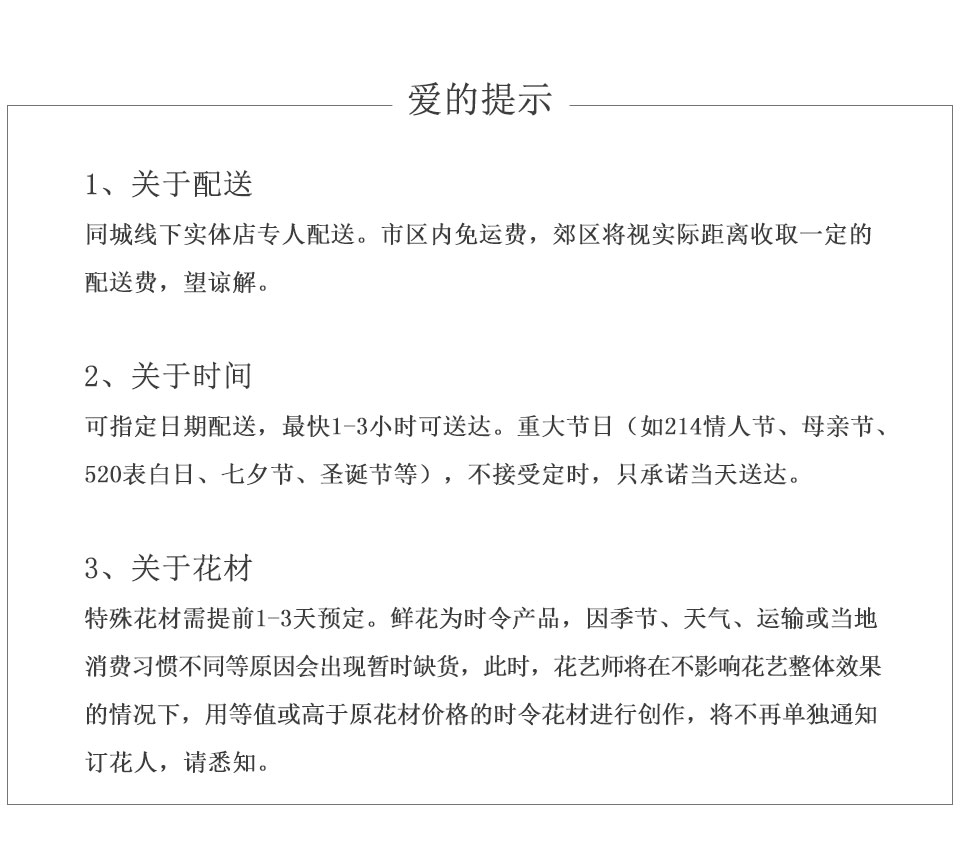 爱的提示
1、关于配送
同城线下实体店专人配送。市区内免运费，郊区将视实际距离收取一定的
配送费，望谅解。
2、关于时间
可指定日期配送，最快1-3小时可送达。重大节日（如214情人节、母亲节、
520表白日、七夕节、圣诞节等），不接受定时，只承诺当天送达。
3、关于花材
特殊花材需提前1-3天预定。鲜花为时令产品，因季节、天气、运输或当地
消费习惯不同等原因会出现暂时缺货，此时，花艺师将在不影响花艺整体效果
的情况下，用等值或高于原花材价格的时令花材进行创作，将不再单独通知
订花人，请悉知。